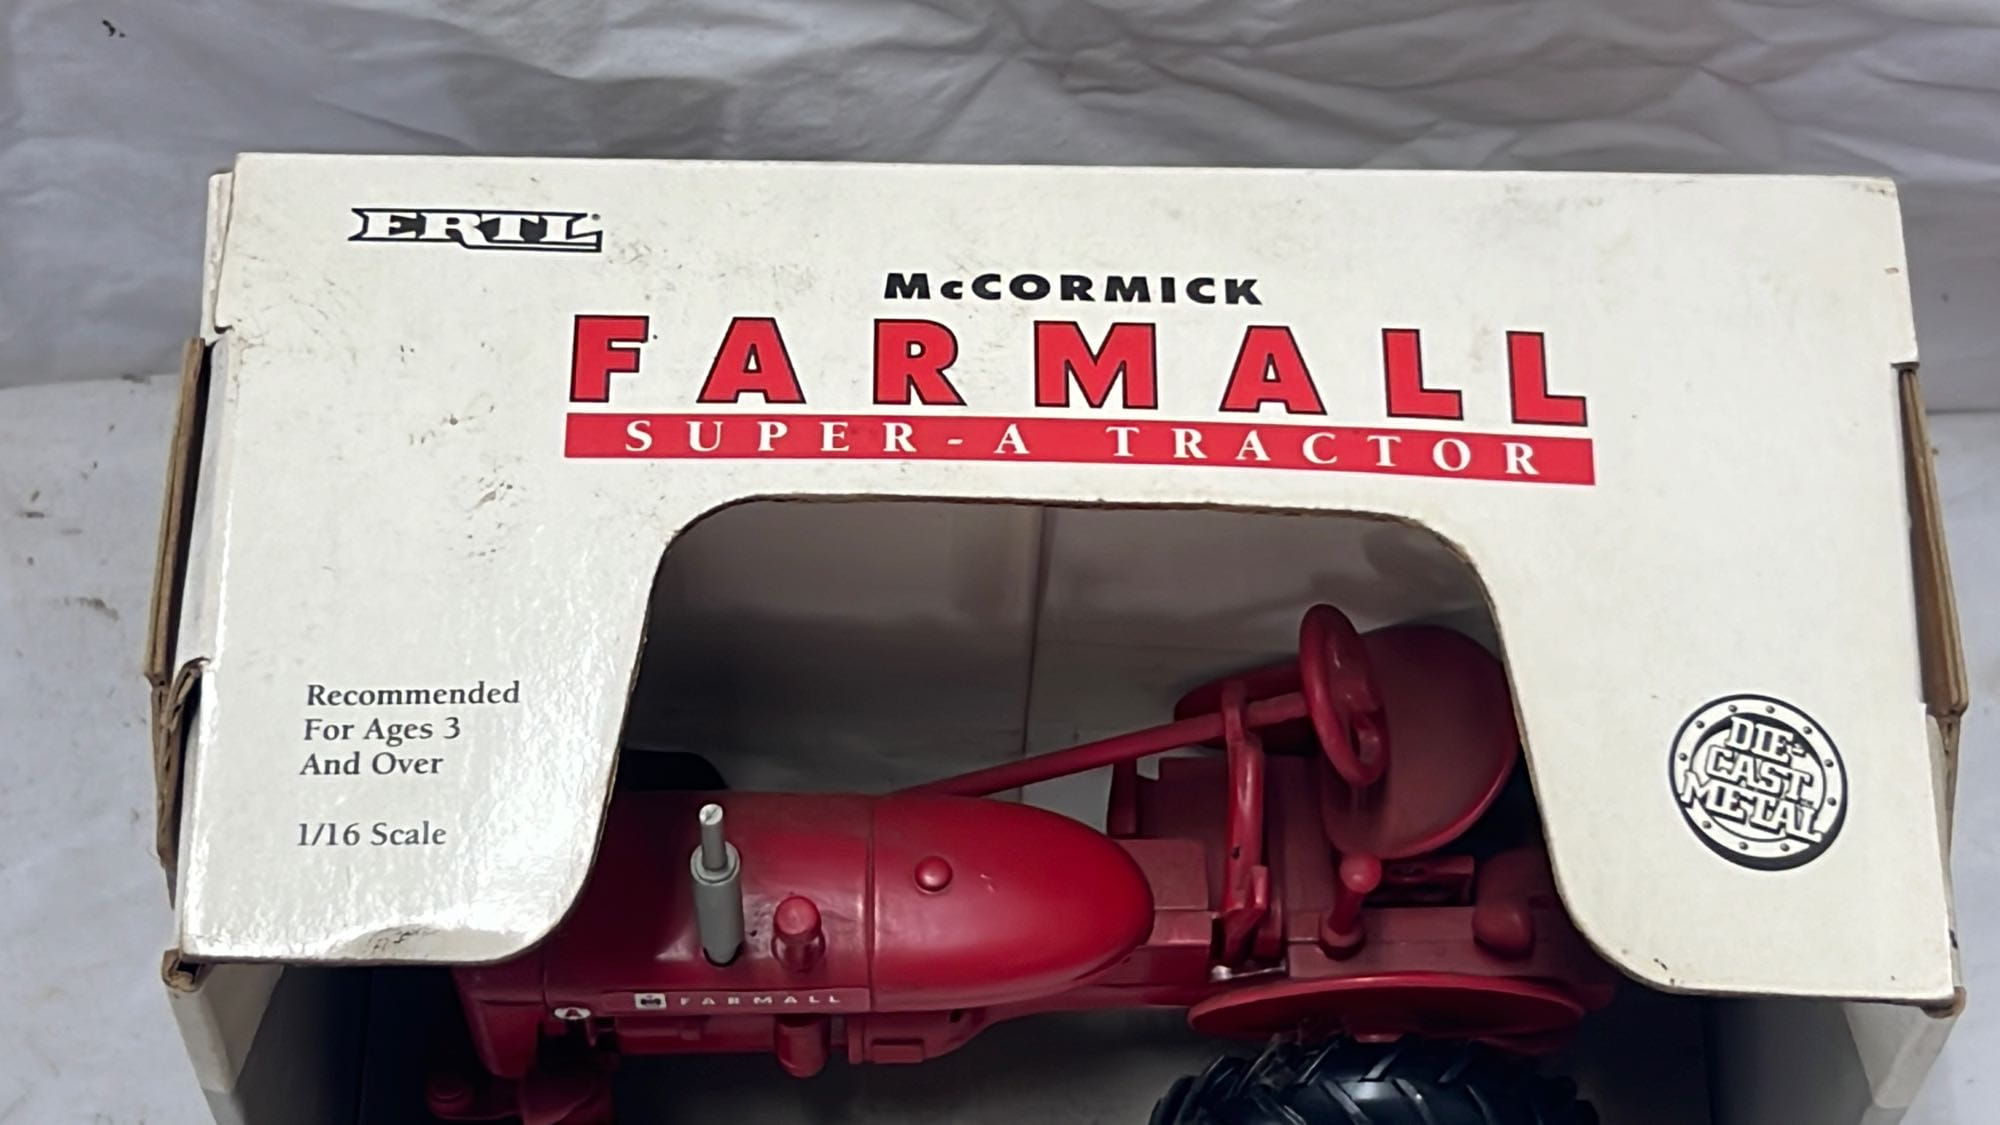 ERTL
McCORMICK
FARMALL
SUPER-A TRACTOR
Recommended
For Ages 3
And Over
1/16 Scale
DIE-
CAST
METAL
FARMALL
A